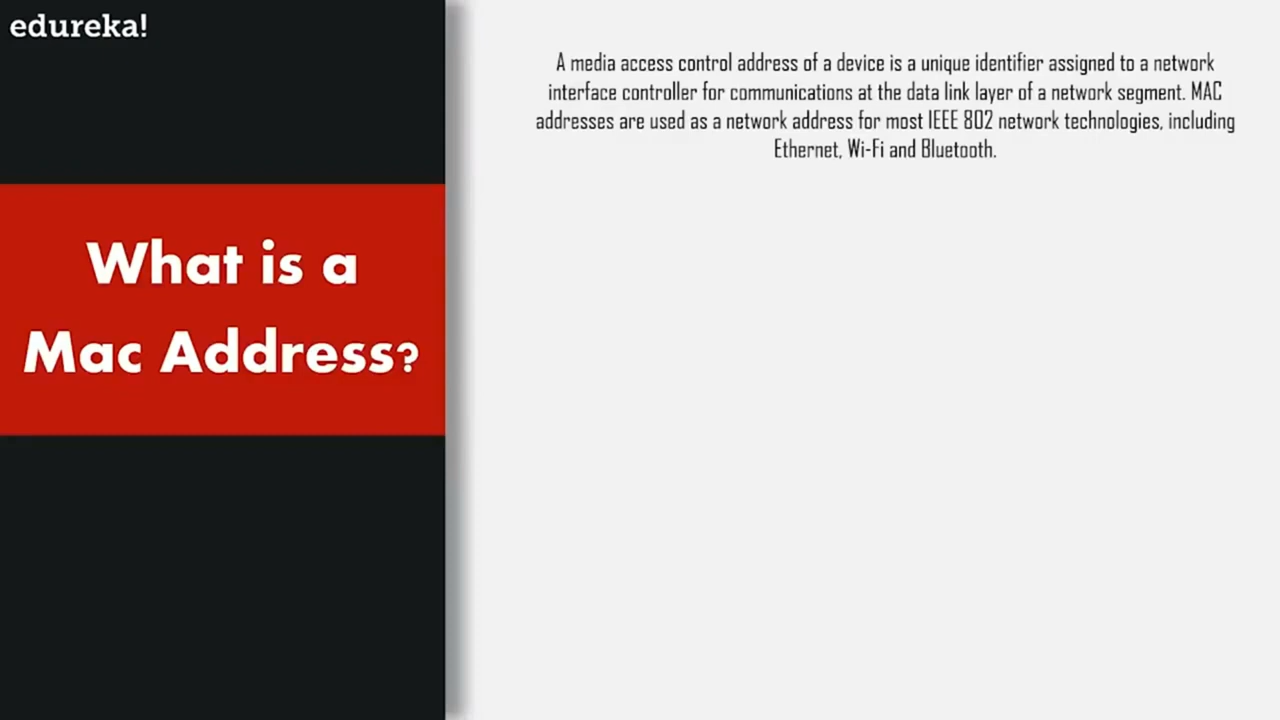 edureka!
What is a
Mac Address?
A media access control address of a device is a unique identifier assigned to a network
interface controller for communications at the data link layer of a network segment. MAC
addresses are used as a network address for most IEEE 802 network technologies, including
Ethernet, Wi-Fi and Bluetooth.